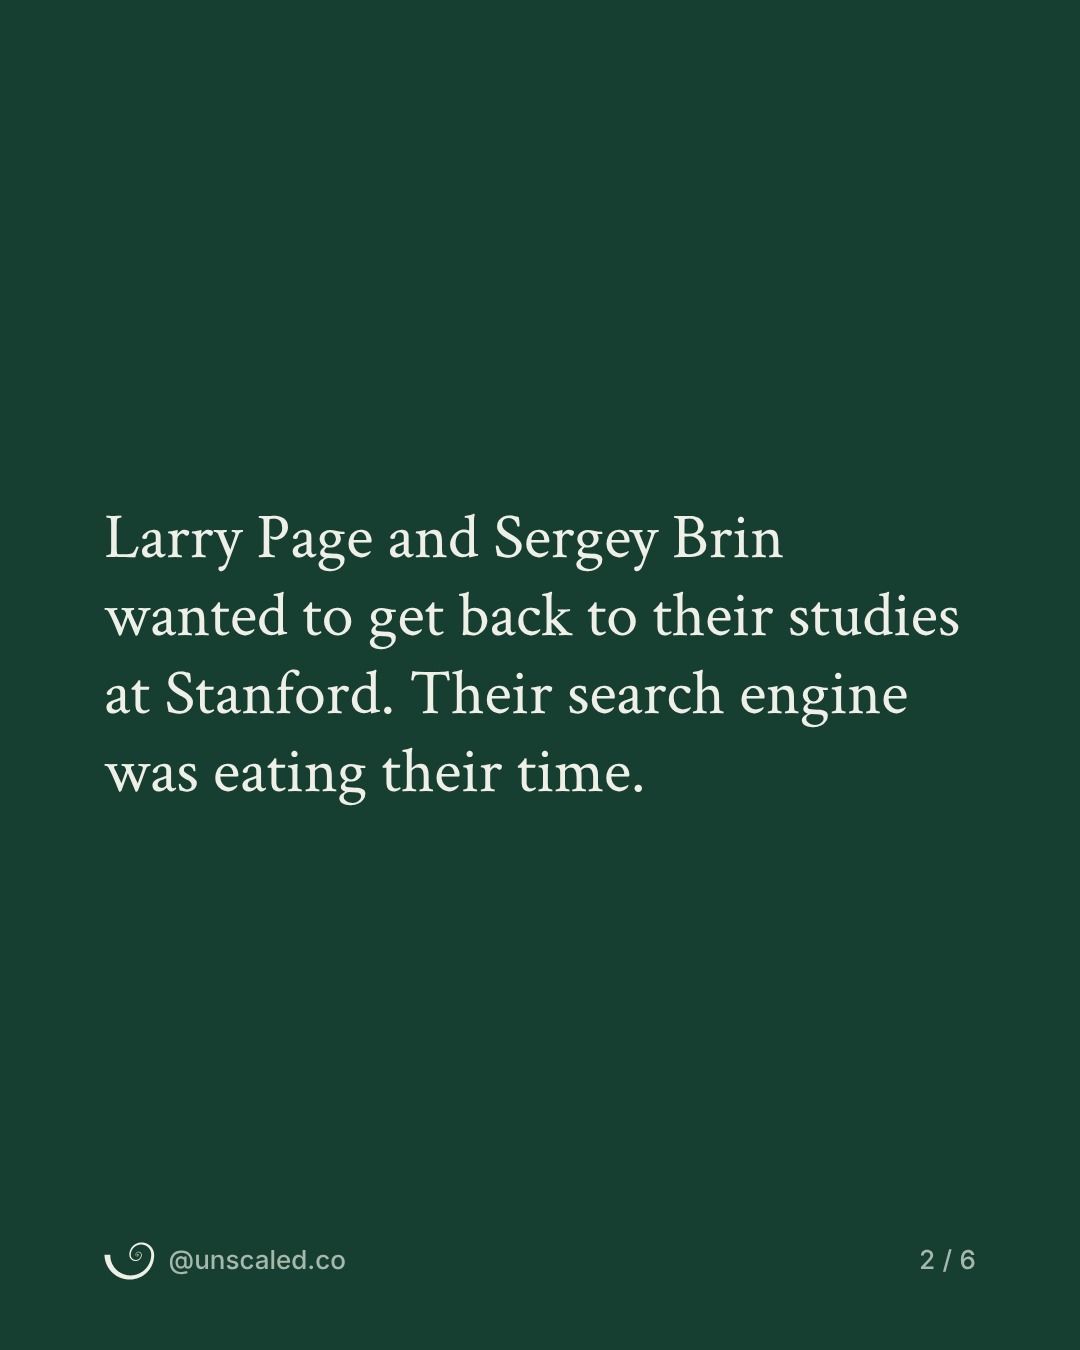 Larry Page and Sergey Brin
wanted to get back to their studies
at Stanford. Their search engine
was eating their time.
@unscaled.co
2 / 6